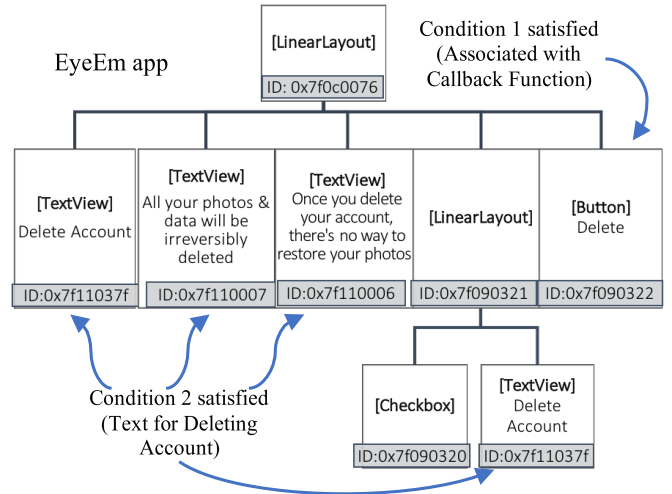 [LinearLayout]
ID: 0x7f0c0076
EyeEm app
Condition 1 satisfied
(Associated with
Callback Function)
[TextView]
Delete Account
ID:0x7f11037f
[TextView]
All your photos &
data will be
irreversibly
deleted
ID:0x7f110007
[TextView]
Once you delete
your account,
there's no way to
restore your photos
ID:0x7f110006
[LinearLayout]
ID:0x7f090321
[Button]
Delete
ID:0x7f090322
Condition 2 satisfied
(Text for Deleting
Account)
[Checkbox]
ID:0x7f090320
[TextView]
Delete
Account
ID:0x7f11037f